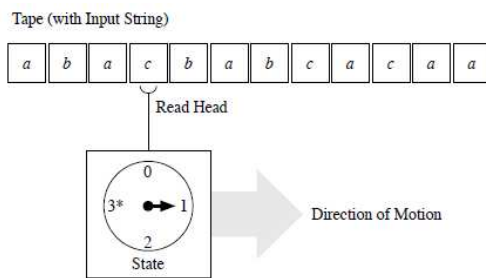 Tape (with Input String)
a b a c b a b c a c a a
Read Head
0
3* 1
2
State
Direction of Motion